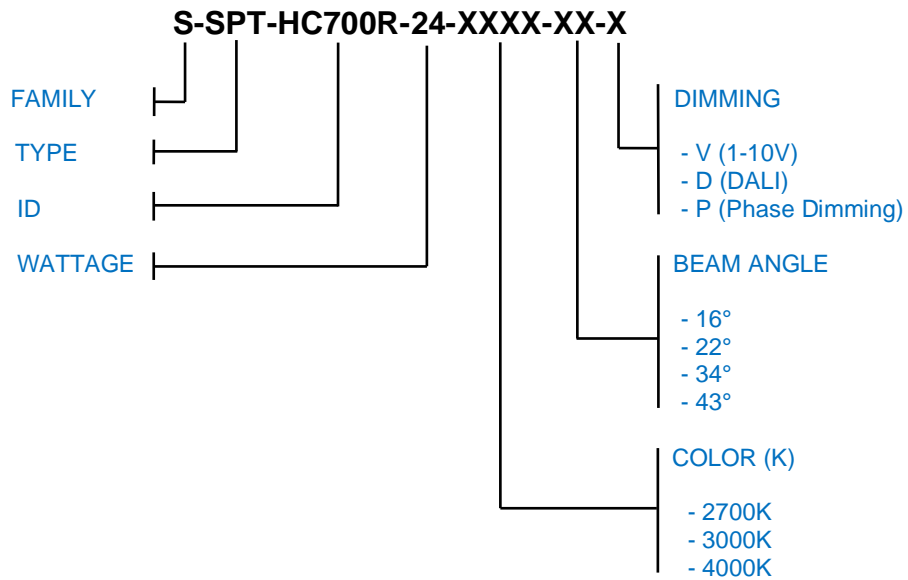 S-SPT-HC700R-24-XXXX-XX-X
FAMILY
TYPE
ID
WATTAGE
DIMMING
- V (1-10V)
- D (DALI)
- P (Phase Dimming)
BEAM ANGLE
- 16°
- 22°
- 34°
- 43°
COLOR (K)
- 2700K
- 3000K
- 4000K